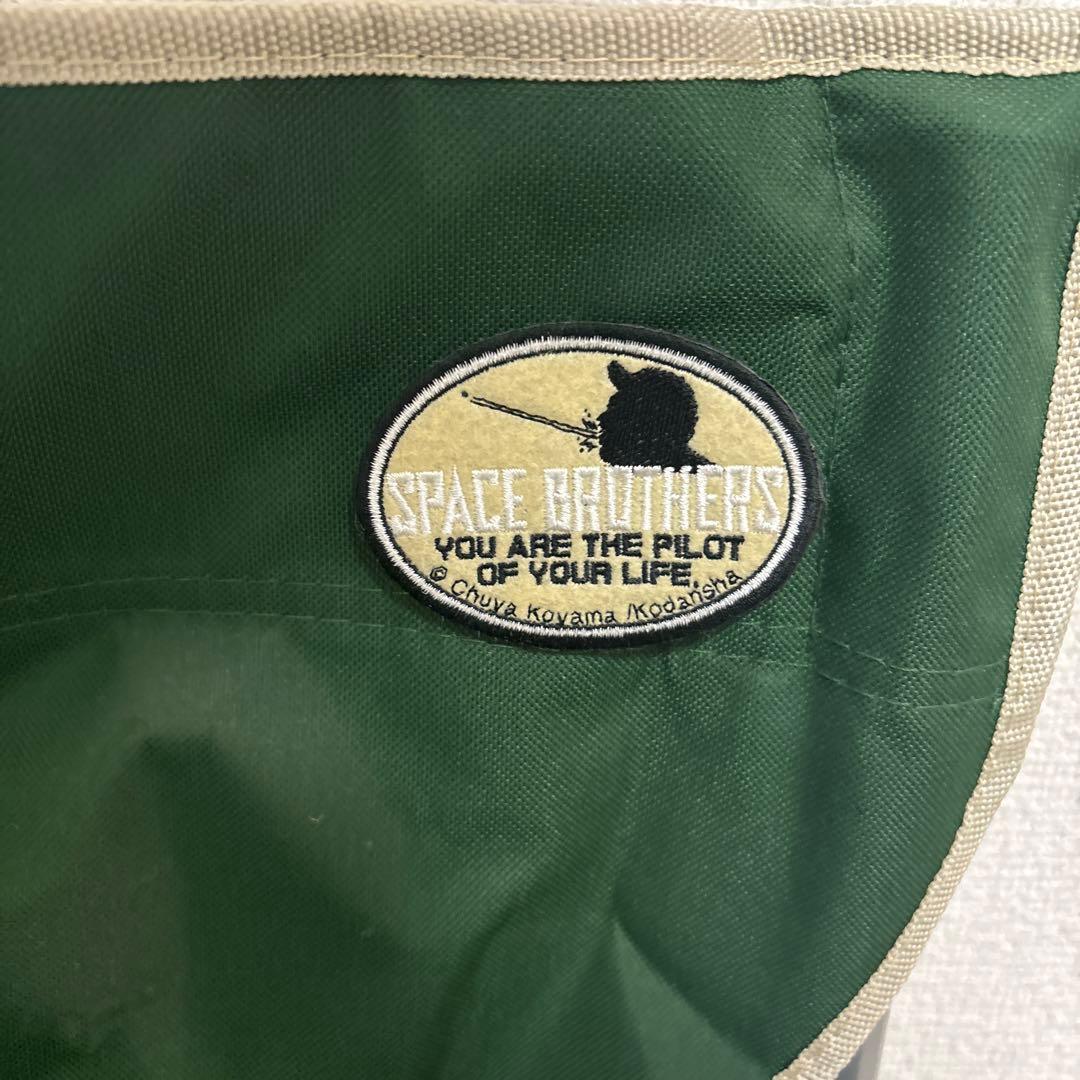 SPACE BROTHERS
YOU ARE THE PILOT
OF YOUR LIFE.
© Chuya Koyama /Kodansha